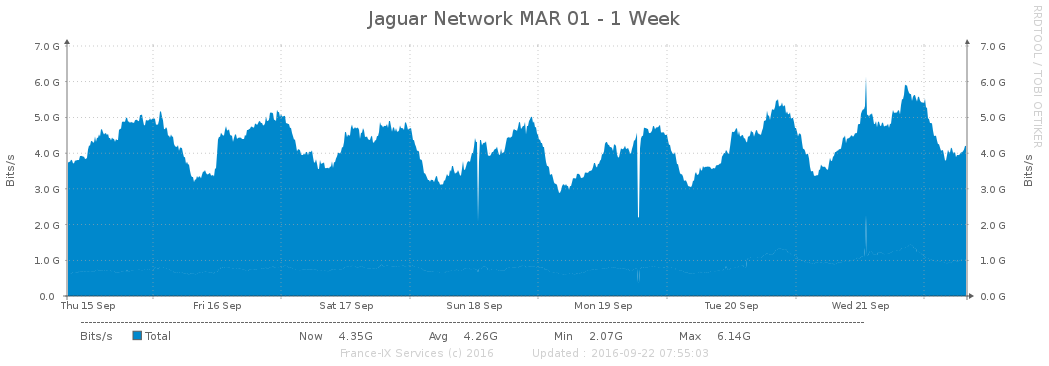 Jaguar Network MAR 01 - 1 Week
RRDTOOL / TOBI OETIKER
Bits/s
7.0 G 7.0 G
6.0 G 6.0 G
5.0 G 5.0 G
4.0 G 4.0 G
3.0 G 3.0 G
2.0 G 2.0 G
1.0 G 1.0 G
0.0 0.0 G
Bits/s
Thu 15 Sep Fri 16 Sep Sat 17 Sep Sun 18 Sep Mon 19 Sep Tue 20 Sep Wed 21 Sep
Bits/s Total Now 4.35G Avg 4.26G Min 2.07G Max 6.14G
France-IX Services (c) 2016 Updated : 2016-09-22 07:55:03